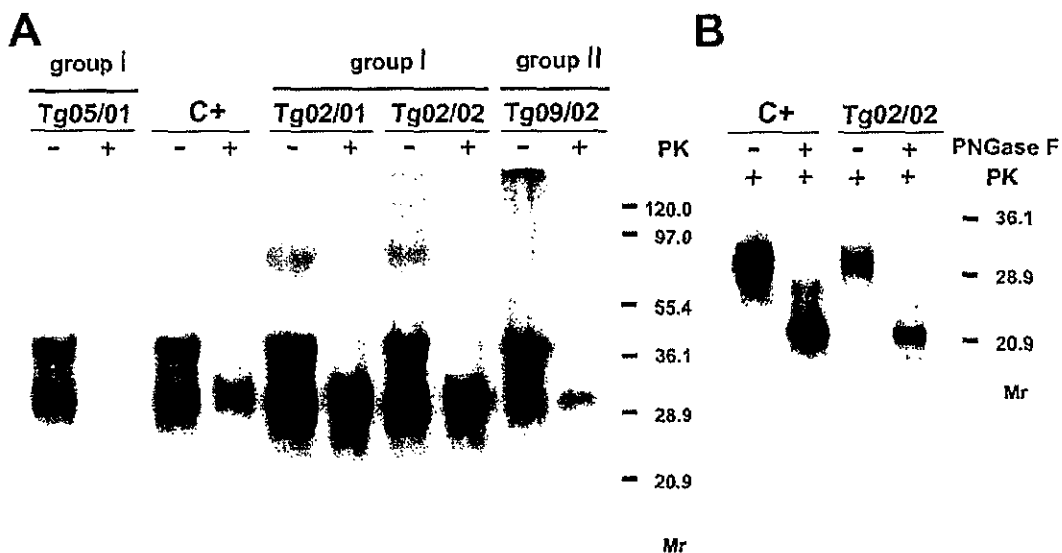 A
group I
group I
group II
Tg05/01
C+
Tg02/01
Tg02/02
Tg09/02
- + - + - + - + - + PK
120.0
97.0
55.4
36.1
28.9
20.9
Mr
B
C+ Tg02/02
- + - + PNGase F
+ + + + PK
36.1
28.9
20.9
Mr